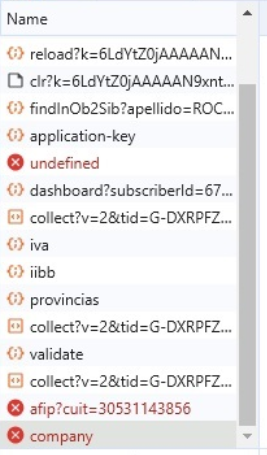 Name
reload?k=6LdYtZ0jAAAAAN...
clr?k=6LdYtZ0jAAAAAN9xnt...
findInOb2Sib?apellido=ROC...
application-key
undefined
dashboard?subscriberId=67...
collect?v=2&tid=G-DXRPFZ...
iva
iibb
provincias
collect?v=2&tid=G-DXRPFZ...
validate
collect?v=2&tid=G-DXRPFZ...
afip?cuit=30531143856
company